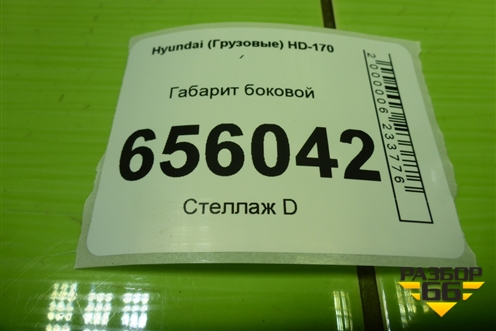 Hyundai (Грузовые) HD-170
Габарит боковой
656042
Стеллаж D
2000006233776
РАЗБОР
66